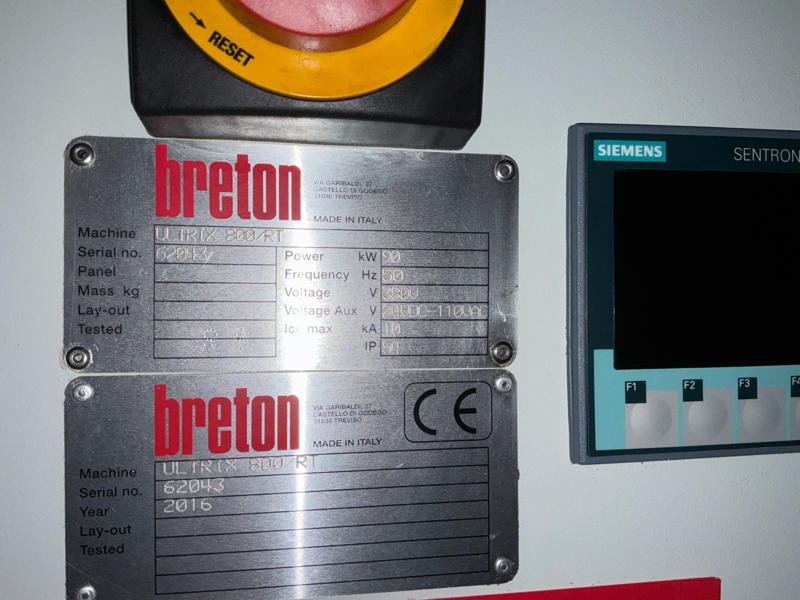 RESET
breton
VIA GARIBALDI, 27
CASTELLO DI GODEGO
31030 TREVISO
MADE IN ITALY
Machine ULTRIX 800/RT
Serial no. 62043/ Power kW 90
Panel Frequency Hz 50
Mass kg Voltage V
Lay-out Voltage Aux V 24VDC-110VAC
Tested Icc max kA 10
IP
SIEMENS SENTRON
F1 F2 F3 F4
breton
VIA GARIBALDI, 27
CASTELLO DI GODEGO
31030 TREVISO
MADE IN ITALY
CE
Machine ULTRIX 800/RT
Serial no. 62043
Year 2016
Lay-out
Tested